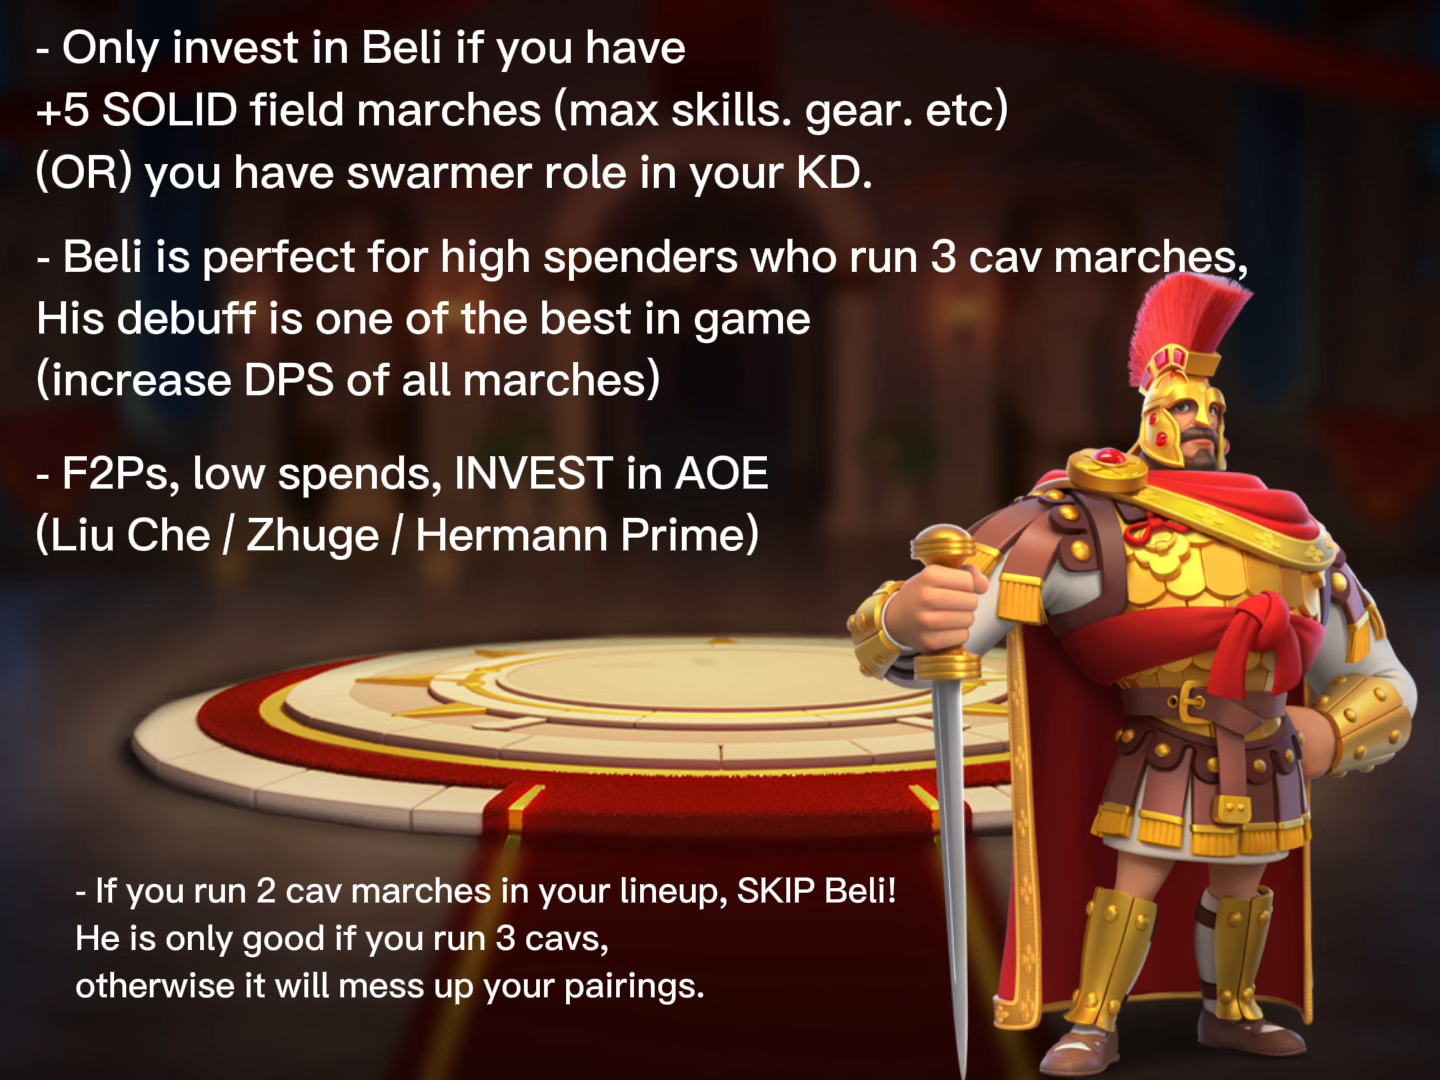 - Only invest in Beli if you have
+5 SOLID field marches (max skills. gear. etc)
(OR) you have swarmer role in your KD.
- Beli is perfect for high spenders who run 3 cav marches,
His debuff is one of the best in game
(increase DPS of all marches)
- F2Ps, low spends, INVEST in AOE
(Liu Che / Zhuge / Hermann Prime)
- If you run 2 cav marches in your lineup, SKIP Beli!
He is only good if you run 3 cavs,
otherwise it will mess up your pairings.